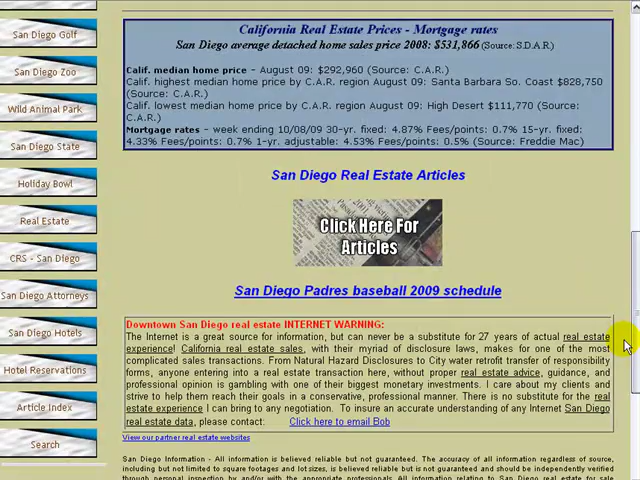 San Diego Golf
San Diego Zoo
Wild Animal Park
San Diego State
Holiday Bowl
Real Estate
CRS - San Diego
San Diego Attorneys
San Diego Hotels
Hotel Reservations
Article Index
Search
California Real Estate Prices - Mortgage rates
San Diego average detached home sales price 2008: $531,866 (Source: S.D.A.R)
Calif. median home price - August 09: $292,960 (Source: C.A.R.)
Calif. highest median home price by C.A.R. region August 09: Santa Barbara So. Coast $828,750
(Source: C.A.R.)
Calif. lowest median home price by C.A.R. region August 09: High Desert $111,770 (Source:
C.A.R.)
Mortgage rates - week ending 10/08/09 30-yr. fixed: 4.87% Fees/points: 0.7% 15-yr. fixed:
4.33% Fees/points: 0.7% 1-yr. adjustable: 4.53% Fees/points: 0.5% (Source: Freddie Mac)
San Diego Real Estate Articles
Click Here For
Articles
San Diego Padres baseball 2009 schedule
Downtown San Diego real estate INTERNET WARNING:
The Internet is a great source for information, but can never be a substitute for 27 years of actual real estate
experience! California real estate sales, with their myriad of disclosure laws, makes for one of the most
complicated sales transactions. From Natural Hazard Disclosures to City water retrofit transfer of responsibility
forms, anyone entering into a real estate transaction here, without proper real estate advice, guidance, and
professional opinion is gambling with one of their biggest monetary investments. I care about my clients and
strive to help them reach their goals in a conservative, professional manner. There is no substitute for the real
estate experience I can bring to any negotiation. To insure an accurate understanding of any Internet San Diego
real estate data, please contact: Click here to email Bob
View our partner real estate websites
San Diego Information - All information is believed reliable but not guaranteed. The accuracy of all information regardless of source,
including but not limited to square footages and lot sizes, is believed reliable but is not guaranteed and should be independently verified